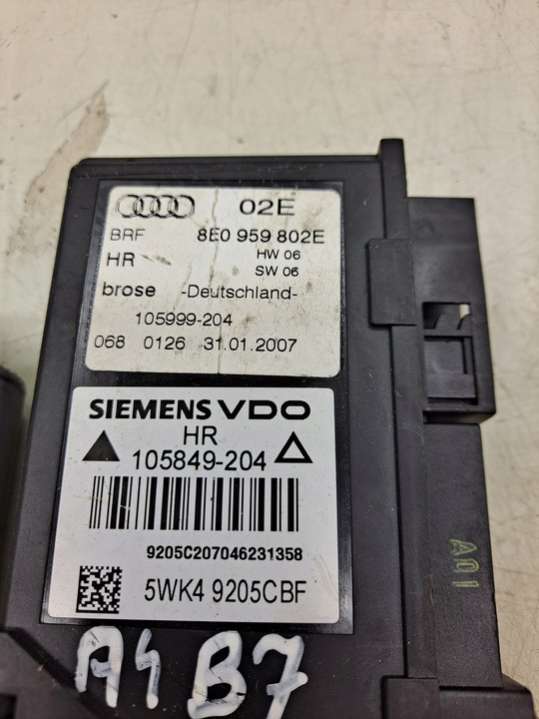 02E
BRF 8E0 959 802E
HR HW 06
SW 06
brose -Deutschland-
105999-204
068 0126 31.01.2007
SIEMENS VDO
HR
105849-204
9205C207046231358
5WK4 9205CBF
A4 B7
A01